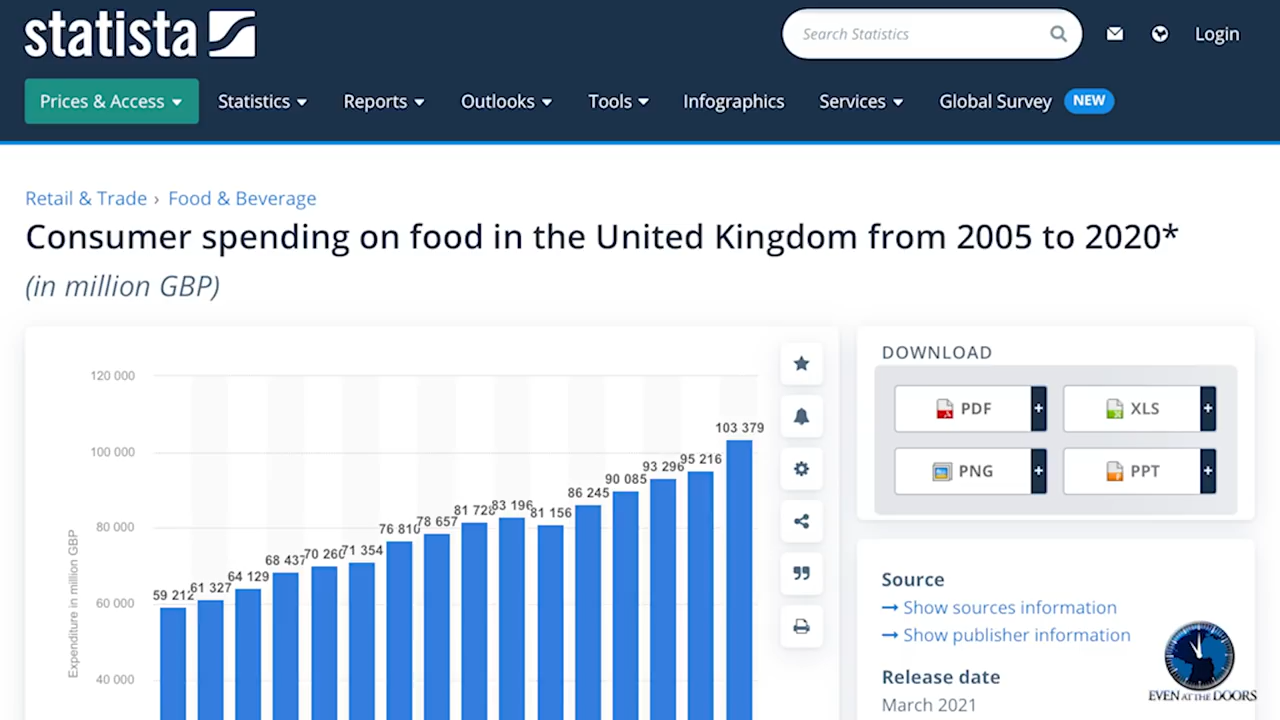 statista
Search Statistics
Login
Prices & Access
Statistics
Reports
Outlooks
Tools
Infographics
Services
Global Survey
NEW
Retail & Trade › Food & Beverage
Consumer spending on food in the United Kingdom from 2005 to 2020*
(in million GBP)
120 000
100 000
80 000
60 000
40 000
Expenditure in million GBP
59 212
61 327
64 129
68 437
70 260
71 354
76 810
78 657
81 728
83 196
81 156
86 245
90 085
93 296
95 216
103 379
DOWNLOAD
PDF +
XLS +
PNG +
PPT +
Source
→ Show sources information
→ Show publisher information
Release date
March 2021
EVEN AT THE DOORS